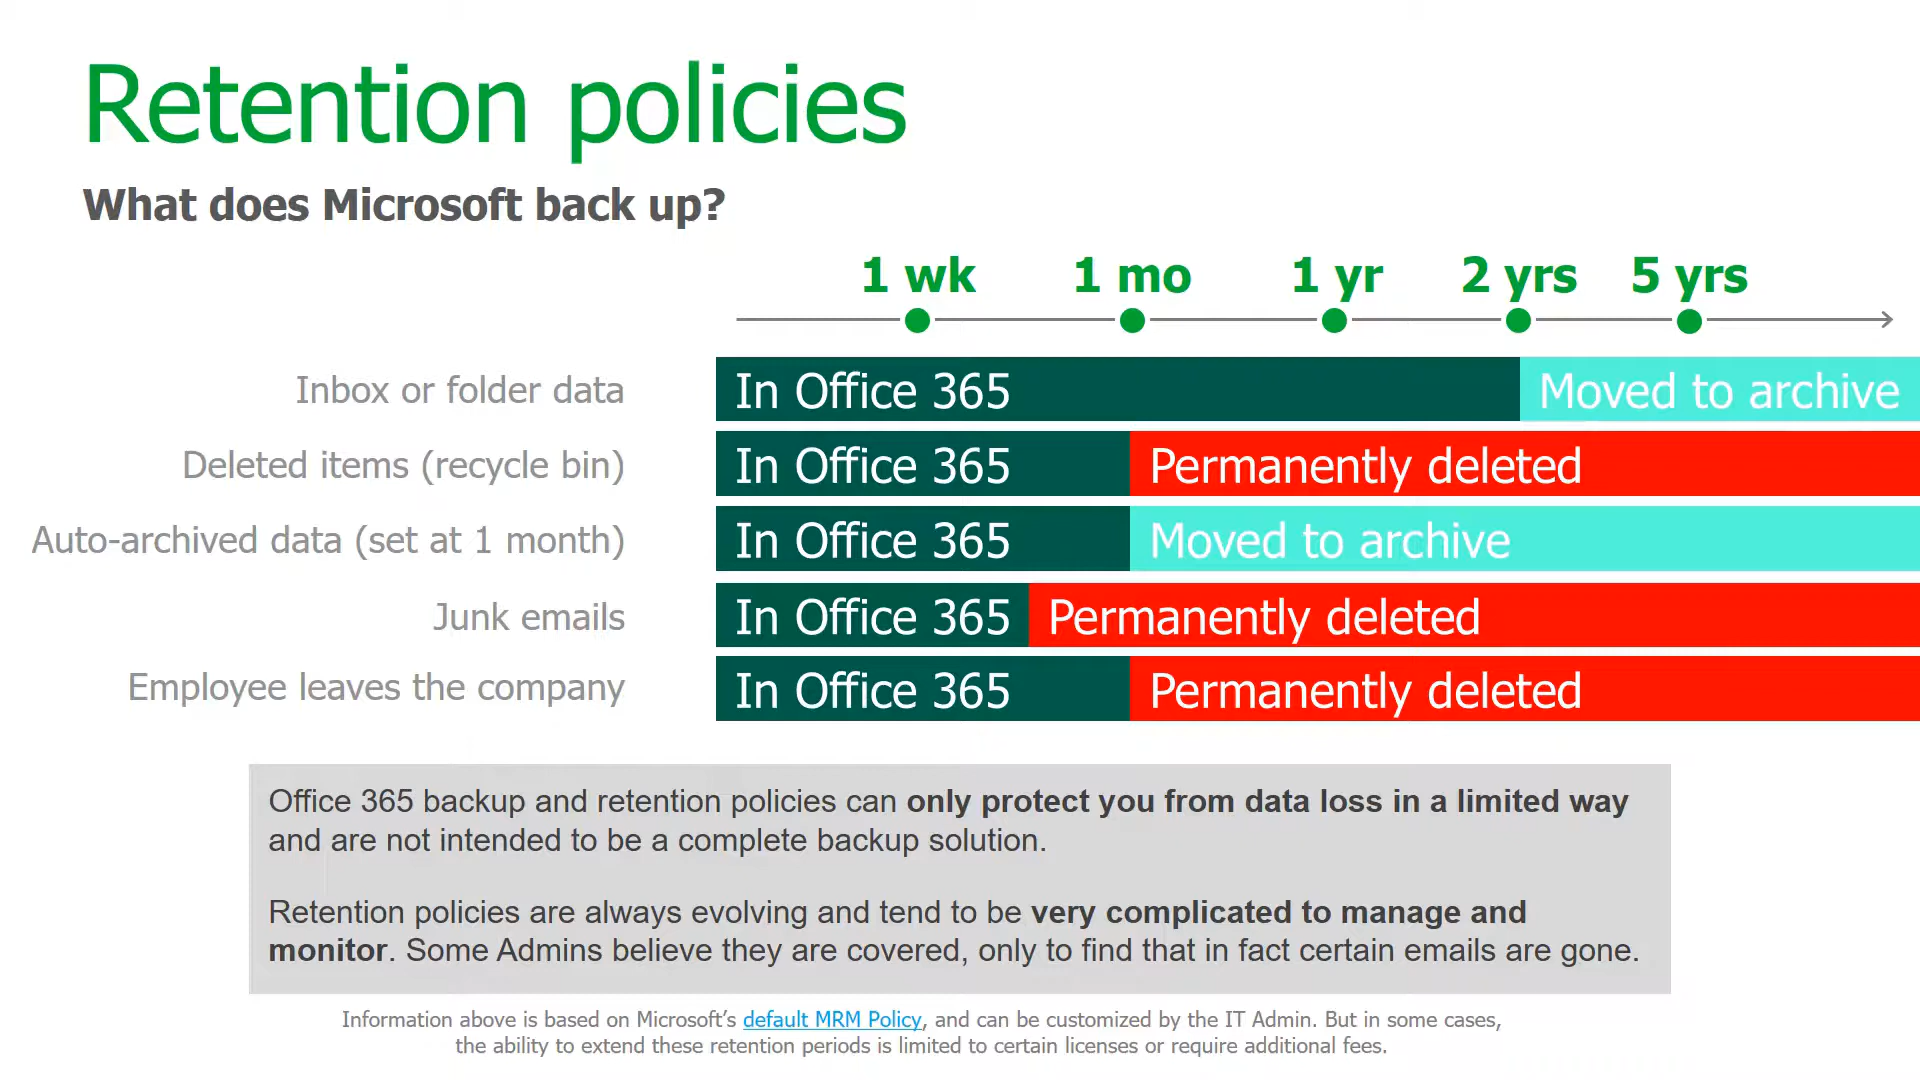 Retention policies
What does Microsoft back up?
1 wk 1 mo 1 yr 2 yrs 5 yrs
Inbox or folder data In Office 365 Moved to archive
Deleted items (recycle bin) In Office 365 Permanently deleted
Auto-archived data (set at 1 month) In Office 365 Moved to archive
Junk emails In Office 365 Permanently deleted
Employee leaves the company In Office 365 Permanently deleted
Office 365 backup and retention policies can only protect you from data loss in a limited way
and are not intended to be a complete backup solution.
Retention policies are always evolving and tend to be very complicated to manage and
monitor. Some Admins believe they are covered, only to find that in fact certain emails are gone.
Information above is based on Microsoft’s default MRM Policy, and can be customized by the IT Admin. But in some cases,
the ability to extend these retention periods is limited to certain licenses or require additional fees.